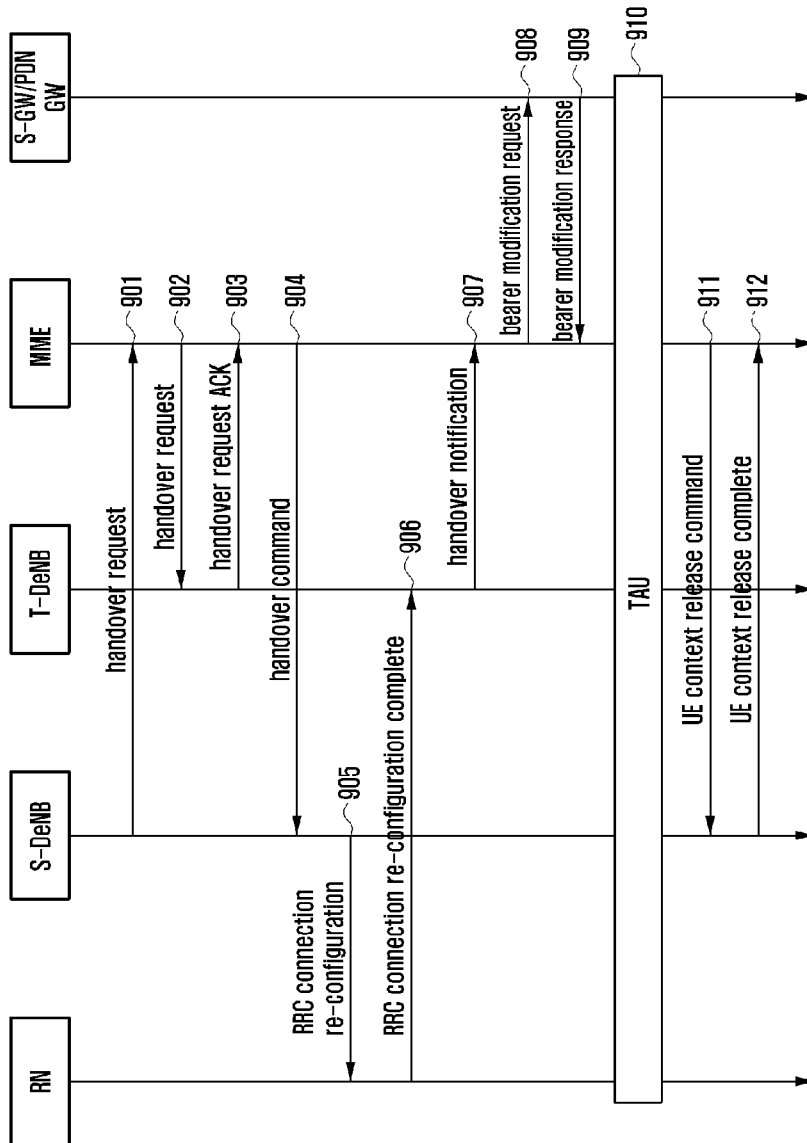 RN
S-DeNB
T-DeNB
MME
S-GW/PDN
GW
handover request
901
handover request
902
handover request ACK
903
handover command
904
RRC connection
re-configuration
905
RRC connection re-configuration complete
906
handover notification
907
bearer modification request
908
bearer modification response
909
TAU
910
UE context release command
911
UE context release complete
912